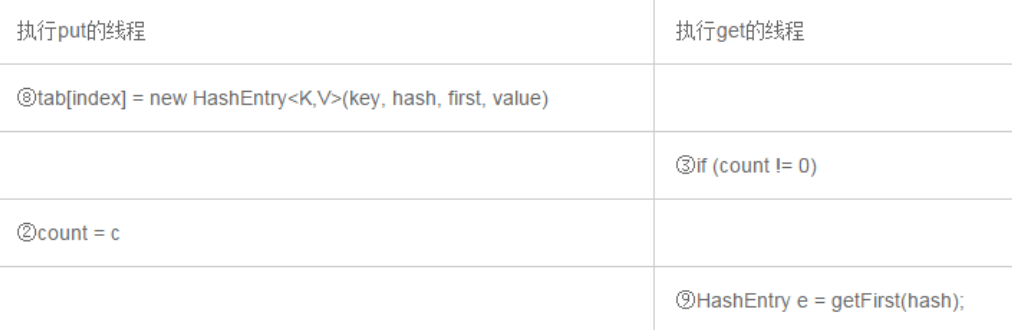 执行put的线程
执行get的线程
⑧tab[index] = new HashEntry<K,V>(key, hash, first, value)
③if (count != 0)
②count = c
⑨HashEntry e = getFirst(hash);